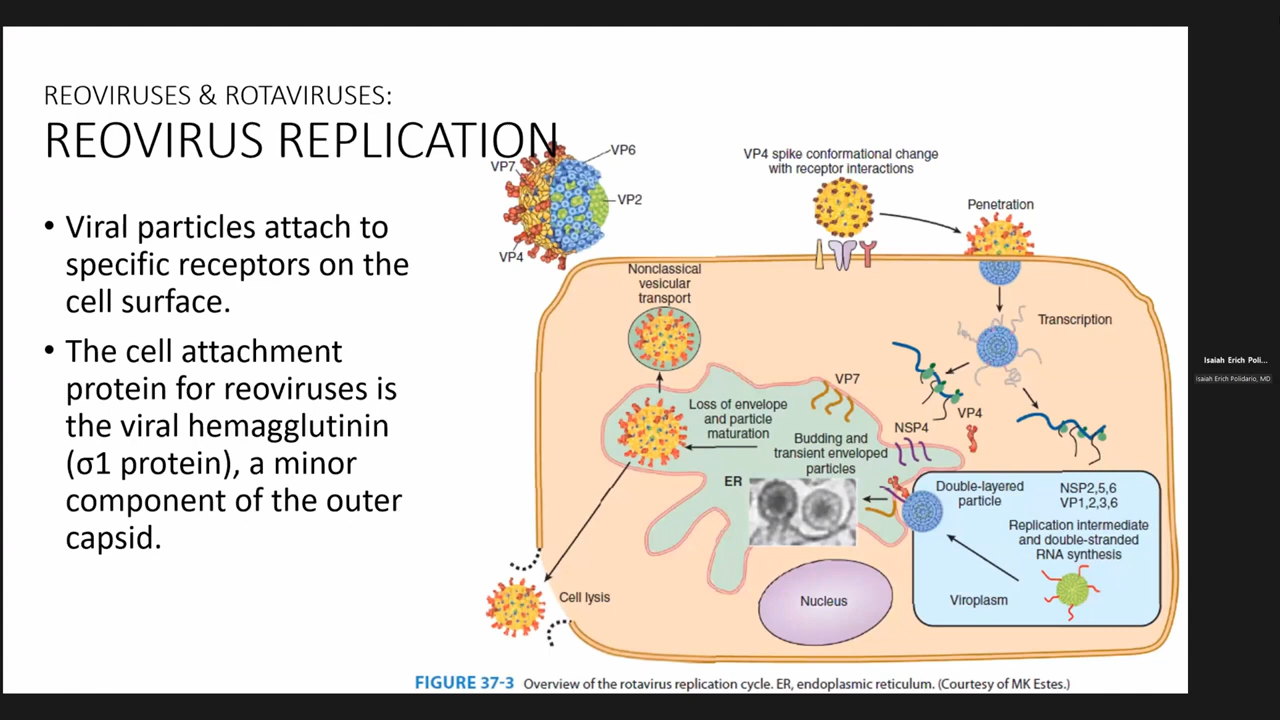 REOVIRUSES & ROTAVIRUSES:
REOVIRUS REPLICATION
• Viral particles attach to
specific receptors on the
cell surface.
• The cell attachment
protein for reoviruses is
the viral hemagglutinin
(σ1 protein), a minor
component of the outer
capsid.
VP7
VP6
VP2
VP4
VP4 spike conformational change
with receptor interactions
Penetration
Nonclassical
vesicular
transport
Transcription
VP7
Loss of envelope
and particle
maturation
VP4
NSP4
Budding and
transient enveloped
particles
ER
Double-layered
particle
NSP2,5,6
VP1,2,3,6
Replication intermediate
and double-stranded
RNA synthesis
Viroplasm
Nucleus
Cell lysis
FIGURE 37-3 Overview of the rotavirus replication cycle. ER, endoplasmic reticulum. (Courtesy of MK Estes.)
Isaiah Erich Poli...
Isaiah Erich Polidario, MD